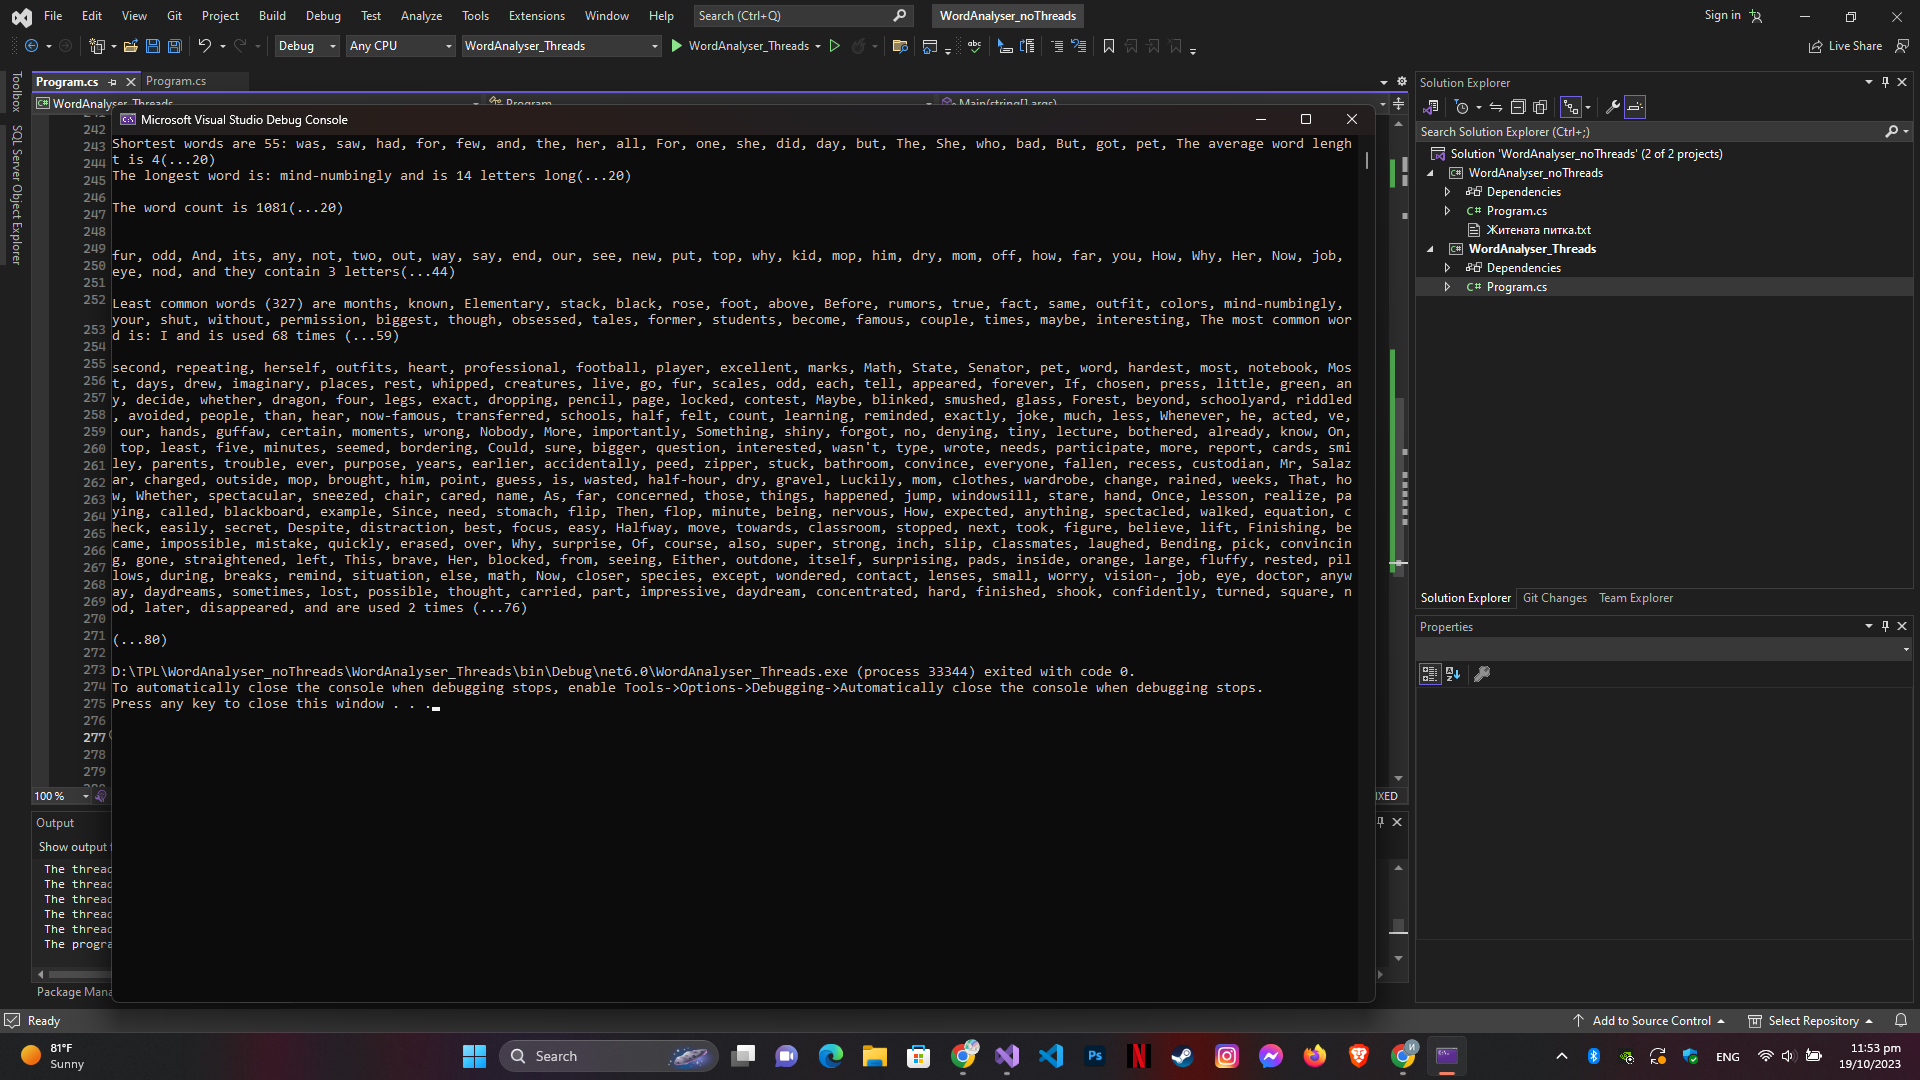 File Edit View Git Project Build Debug Test Analyze Tools Extensions Window Help Search (Ctrl+Q) WordAnalyser_noThreads Sign in
Debug Any CPU WordAnalyser_Threads WordAnalyser_Threads Live Share
Program.cs Program.cs
WordAnalyser_Threads Program Main(string[] args)
Toolbox
SQL Server Object Explorer
Microsoft Visual Studio Debug Console
Shortest words are 55: was, saw, had, for, few, and, the, her, all, For, one, she, did, day, but, The, She, who, bad, But, got, pet, The average word lengh
t is 4(...20)
The longest word is: mind-numbingly and is 14 letters long(...20)
The word count is 1081(...20)
fur, odd, And, its, any, not, two, out, way, say, end, our, see, new, put, top, why, kid, mop, him, dry, mom, off, how, far, you, How, Why, Her, Now, job,
eye, nod, and they contain 3 letters(...44)
Least common words (327) are months, known, Elementary, stack, black, rose, foot, above, Before, rumors, true, fact, same, outfit, colors, mind-numbingly,
your, shut, without, permission, biggest, though, obsessed, tales, former, students, become, famous, couple, times, maybe, interesting, The most common wor
d is: I and is used 68 times (...59)
second, repeating, herself, outfits, heart, professional, football, player, excellent, marks, Math, State, Senator, pet, word, hardest, most, notebook, Mos
t, days, drew, imaginary, places, rest, whipped, creatures, live, go, fur, scales, odd, each, tell, appeared, forever, If, chosen, press, little, green, an
y, decide, whether, dragon, four, legs, exact, dropping, pencil, page, locked, contest, Maybe, blinked, smushed, glass, Forest, beyond, schoolyard, riddled
, avoided, people, than, hear, now-famous, transferred, schools, half, felt, count, learning, reminded, exactly, joke, much, less, Whenever, he, acted, ve,
our, hands, guffaw, certain, moments, wrong, Nobody, More, importantly, Something, shiny, forgot, no, denying, tiny, lecture, bothered, already, know, On,
top, least, five, minutes, seemed, bordering, Could, sure, bigger, question, interested, wasn't, type, wrote, needs, participate, more, report, cards, smi
ley, parents, trouble, ever, purpose, years, earlier, accidentally, peed, zipper, stuck, bathroom, convince, everyone, fallen, recess, custodian, Mr, Salaz
ar, charged, outside, mop, brought, him, point, guess, is, wasted, half-hour, dry, gravel, Luckily, mom, clothes, wardrobe, change, rained, weeks, That, ho
w, Whether, spectacular, sneezed, chair, cared, name, As, far, concerned, those, things, happened, jump, windowsill, stare, hand, Once, lesson, realize, pa
ying, called, blackboard, example, Since, need, stomach, flip, Then, flop, minute, being, nervous, How, expected, anything, spectacled, walked, equation, c
heck, easily, secret, Despite, distraction, best, focus, easy, Halfway, move, towards, classroom, stopped, next, took, figure, believe, lift, Finishing, be
came, impossible, mistake, quickly, erased, over, Why, surprise, Of, course, also, super, strong, inch, slip, classmates, laughed, Bending, pick, convincin
g, gone, straightened, left, This, brave, Her, blocked, from, seeing, Either, outdone, itself, surprising, pads, inside, orange, large, fluffy, rested, pil
lows, during, breaks, remind, situation, else, math, Now, closer, species, except, wondered, contact, lenses, small, worry, vision-, job, eye, doctor, anyw
ay, daydreams, sometimes, lost, possible, thought, carried, part, impressive, daydream, concentrated, hard, finished, shook, confidently, turned, square, n
od, later, disappeared, and are used 2 times (...76)
(...80)
D:\TPL\WordAnalyser_noThreads\WordAnalyser_Threads\bin\Debug\net6.0\WordAnalyser_Threads.exe (process 33344) exited with code 0.
To automatically close the console when debugging stops, enable Tools->Options->Debugging->Automatically close the console when debugging stops.
Press any key to close this window . . .
242
243
244
245
246
247
248
249
250
251
252
253
254
255
256
257
258
259
260
261
262
263
264
265
266
267
268
269
270
271
272
273
274
275
276
277
278
279
100 %
Output
Show output
The threa
The threa
The threa
The threa
The threa
The progra
Package Mana
Solution Explorer
Search Solution Explorer (Ctrl+;)
Solution 'WordAnalyser_noThreads' (2 of 2 projects)
WordAnalyser_noThreads
Dependencies
C# Program.cs
Житената питка.txt
WordAnalyser_Threads
Dependencies
C# Program.cs
Solution Explorer Git Changes Team Explorer
Properties
Ready Add to Source Control Select Repository
81°F
Sunny
Search
ENG
11:53 pm
19/10/2023